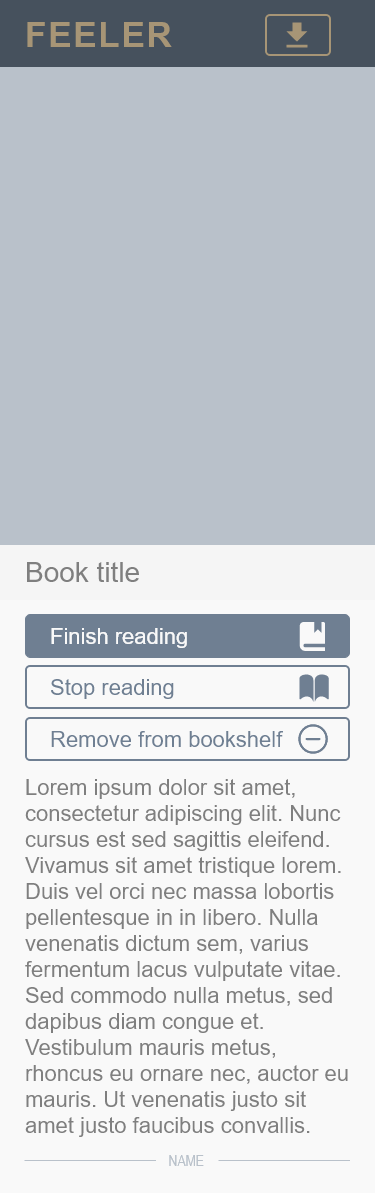 FEELER
Book title
Finish reading
Stop reading
Remove from bookshelf
Lorem ipsum dolor sit amet,
consectetur adipiscing elit. Nunc
cursus est sed sagittis eleifend.
Vivamus sit amet tristique lorem.
Duis vel orci nec massa lobortis
pellentesque in in libero. Nulla
venenatis dictum sem, varius
fermentum lacus vulputate vitae.
Sed commodo nulla metus, sed
dapibus diam congue et.
Vestibulum mauris metus,
rhoncus eu ornare nec, auctor eu
mauris. Ut venenatis justo sit
amet justo faucibus convallis.
NAME